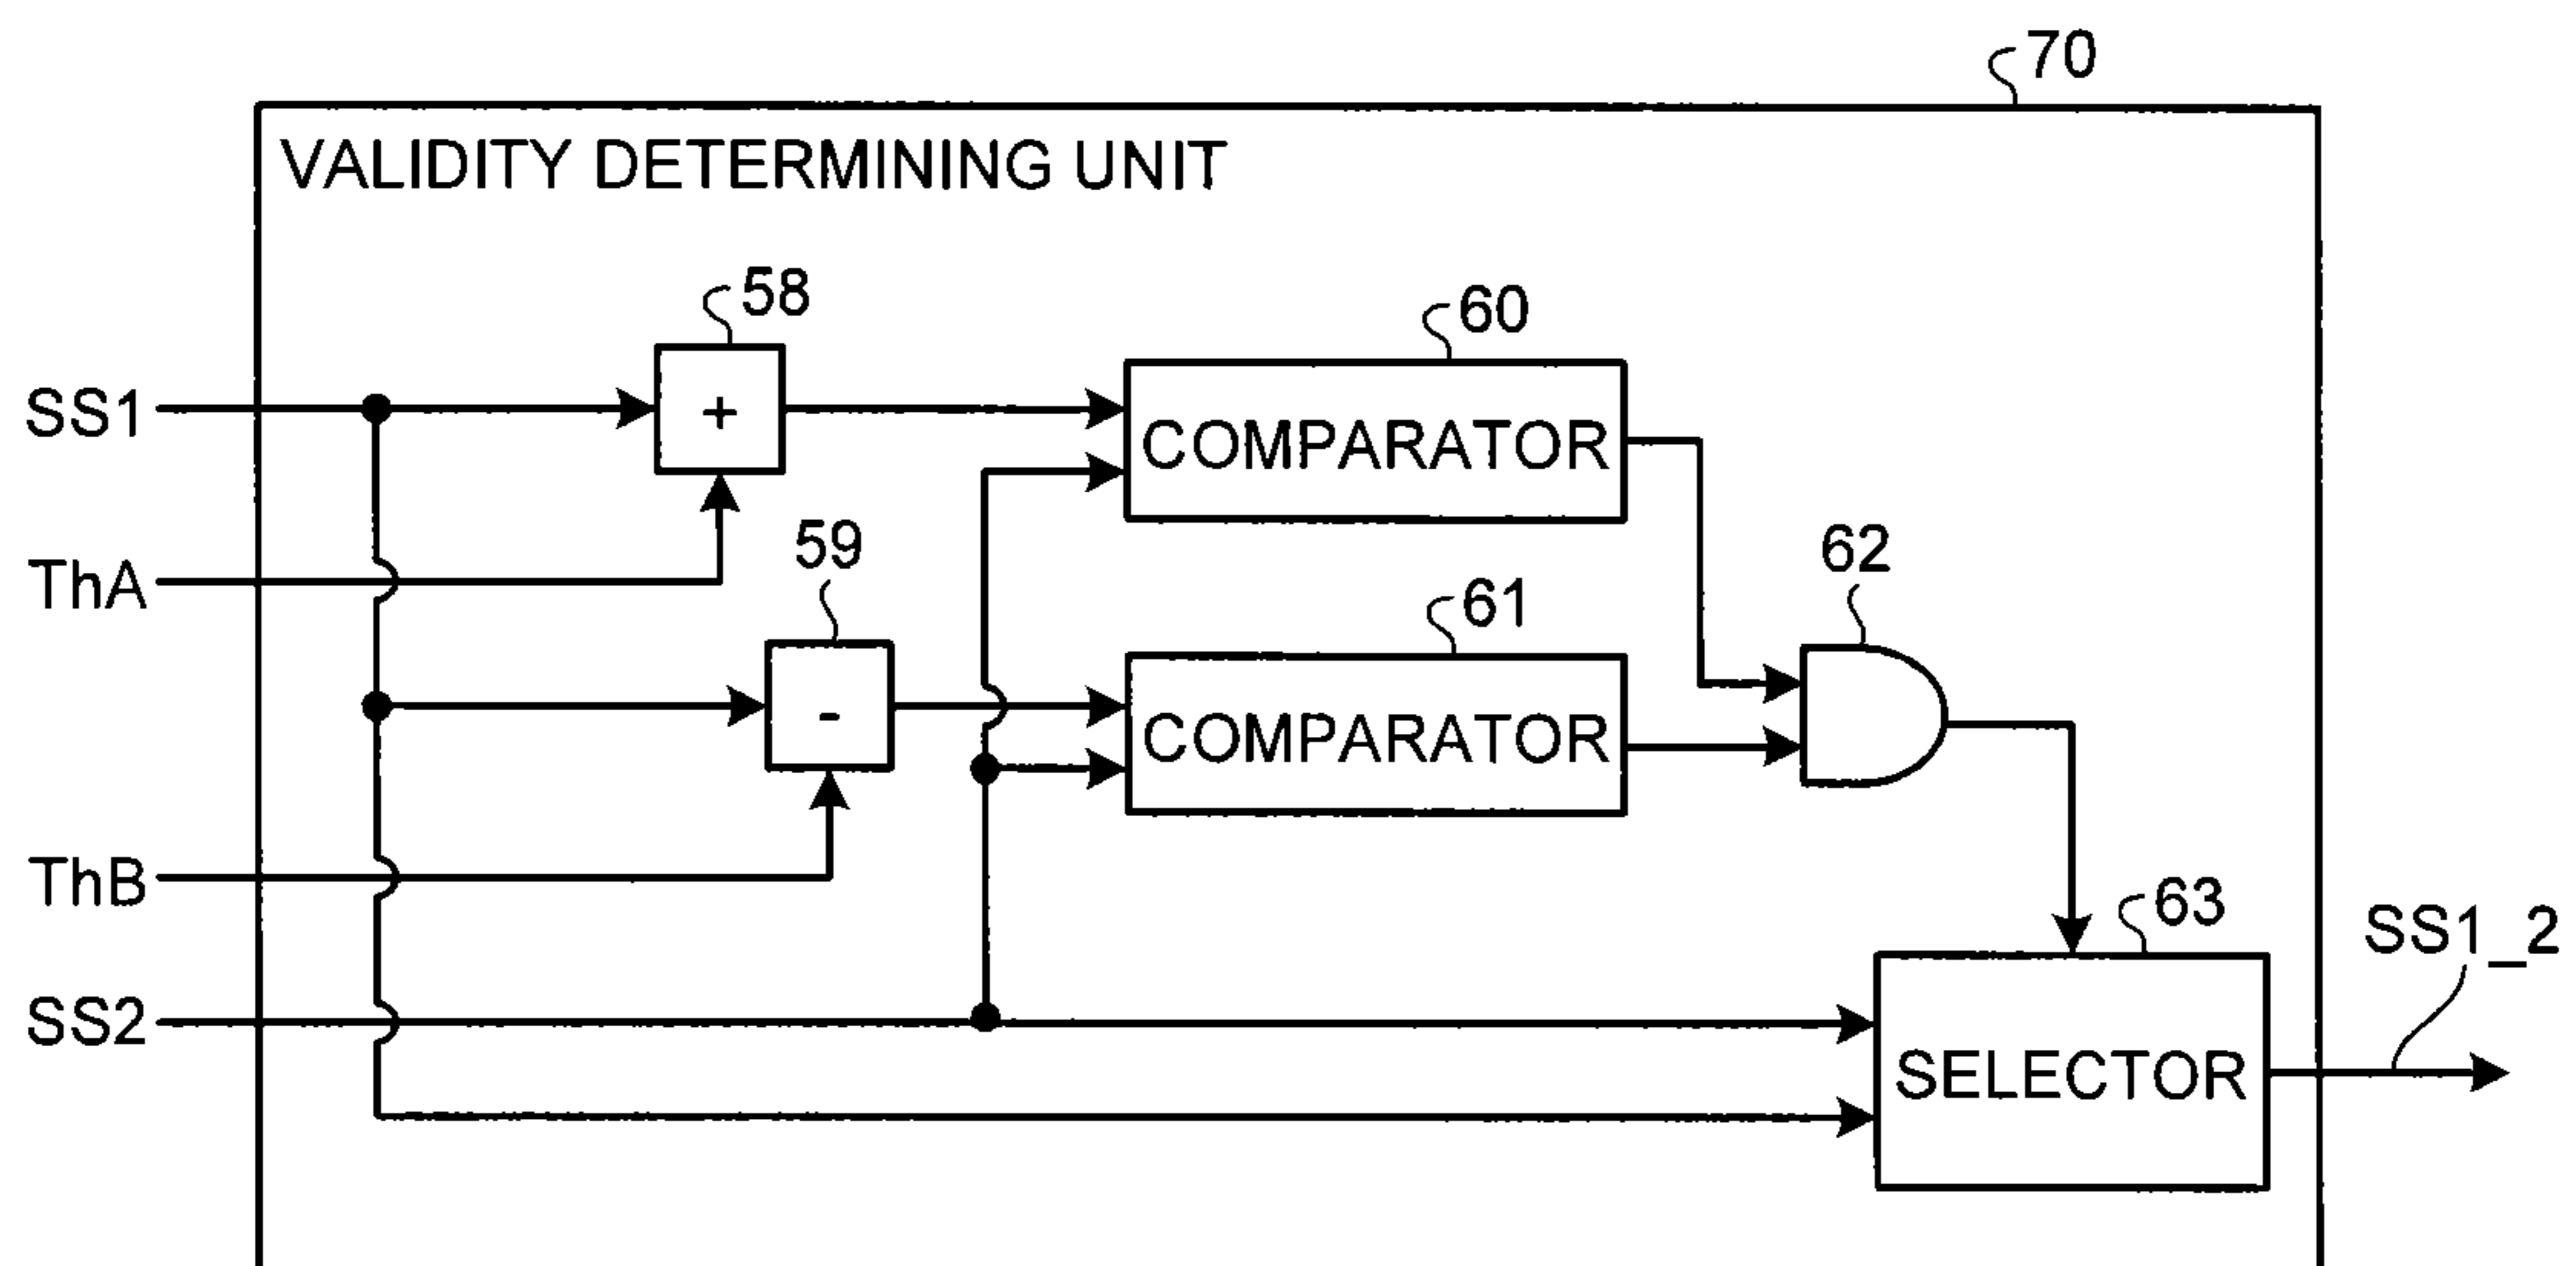 70
VALIDITY DETERMINING UNIT
58
60
SS1
+
COMPARATOR
ThA
59
61
62
-
COMPARATOR
ThB
63
SS1_2
SS2
SELECTOR